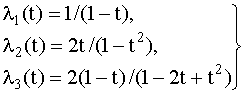 λ₁(t) = 1/(1−t),
λ₂(t) = 2t/(1−t²),
λ₃(t) = 2(1−t)/(1−2t+t²)